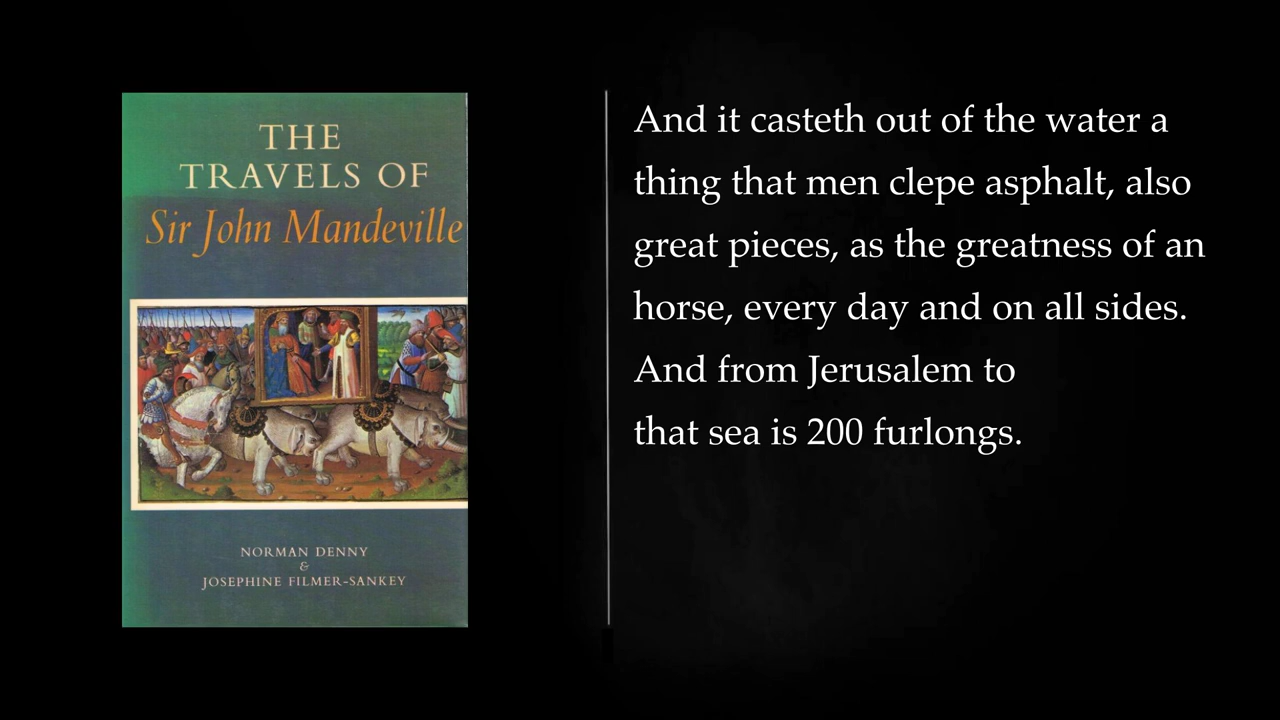 THE
TRAVELS OF
Sir John Mandeville
NORMAN DENNY
&
JOSEPHINE FILMER-SANKEY
And it casteth out of the water a
thing that men clepe asphalt, also
great pieces, as the greatness of an
horse, every day and on all sides.
And from Jerusalem to
that sea is 200 furlongs.